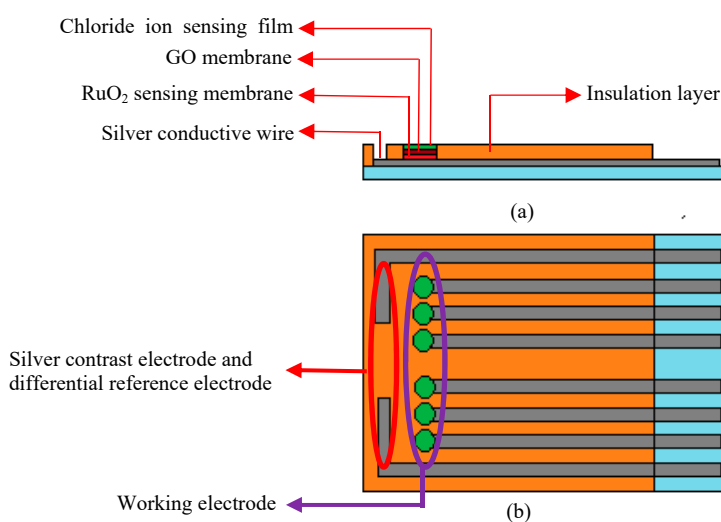 Chloride ion sensing film
GO membrane
RuO₂ sensing membrane
Insulation layer
Silver conductive wire
(a)
Silver contrast electrode and
differential reference electrode
Working electrode
(b)